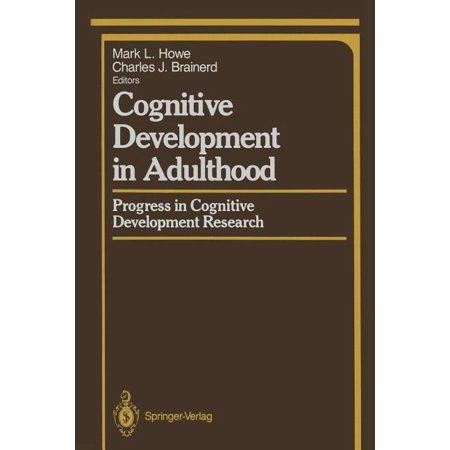 Mark L. Howe
Charles J. Brainerd
Editors
Cognitive
Development
in Adulthood
Progress in Cognitive
Development Research
Springer-Verlag